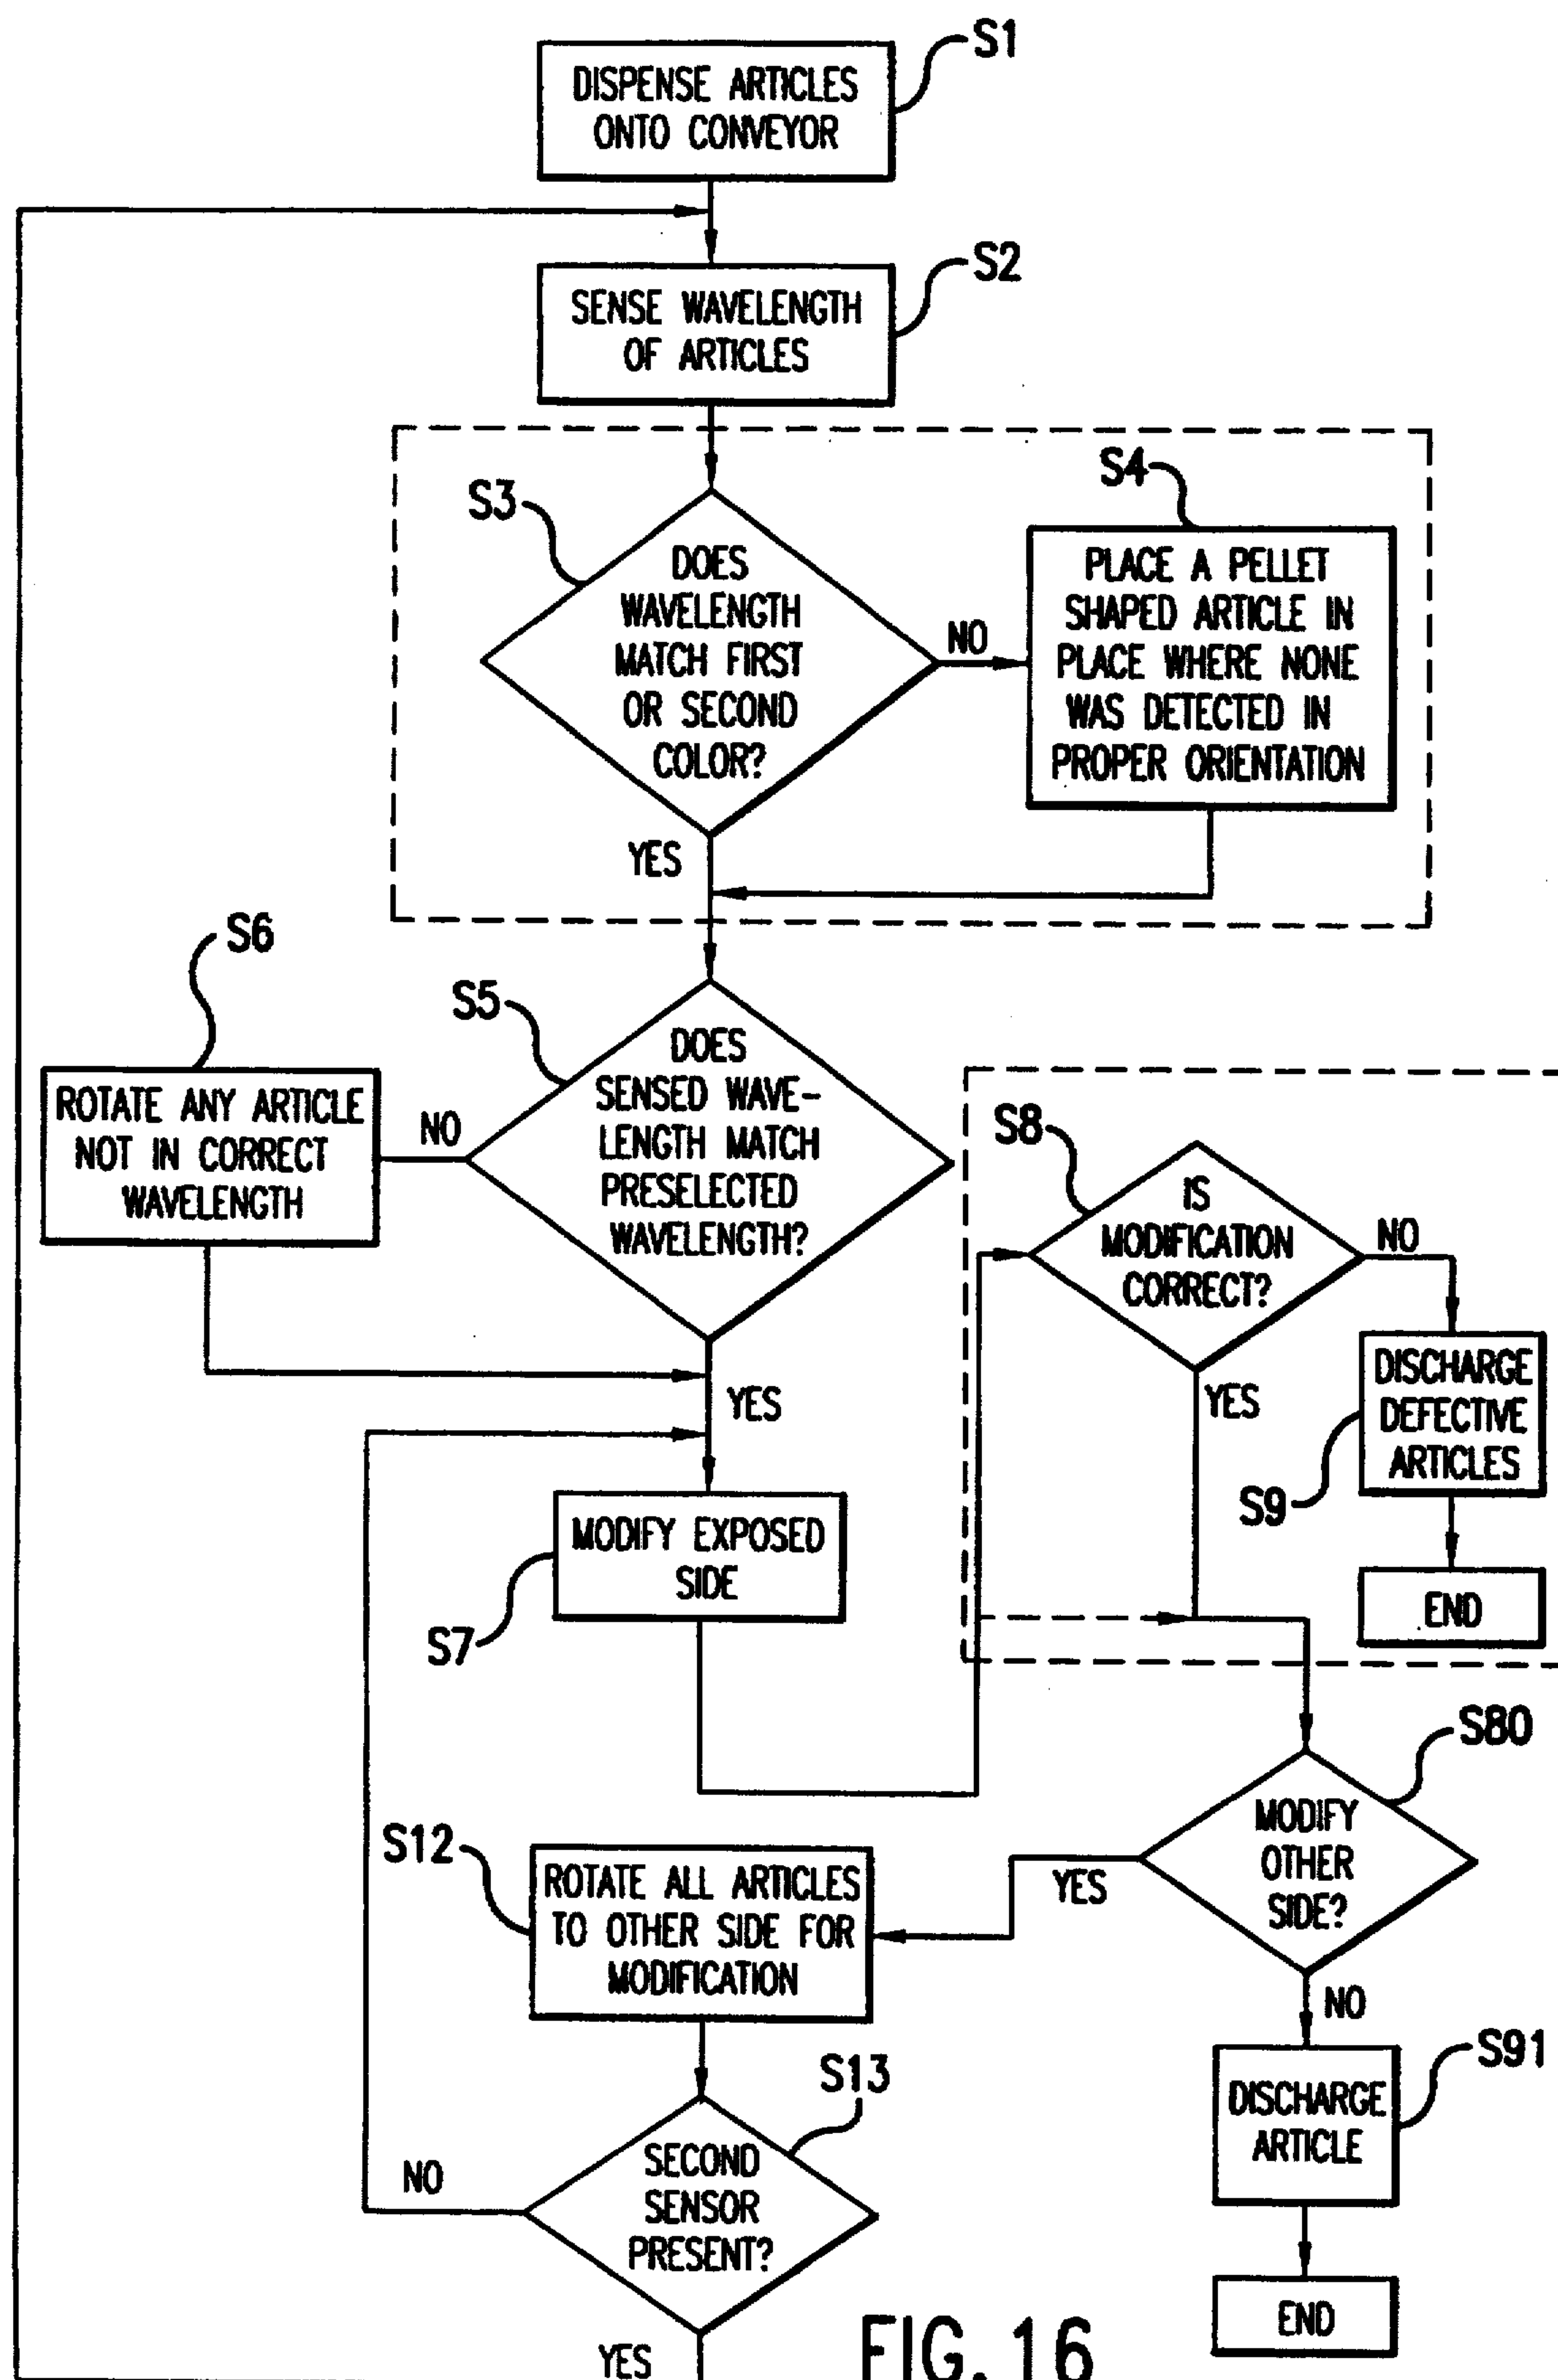 S1
DISPENSE ARTICLES
ONTO CONVEYOR
S2
SENSE WAVELENGTH
OF ARTICLES
S3
DOES
WAVELENGTH
MATCH FIRST
OR SECOND
COLOR?
NO
YES
S4
PLACE A PELLET
SHAPED ARTICLE IN
PLACE WHERE NONE
WAS DETECTED IN
PROPER ORIENTATION
S5
DOES
SENSED WAVE-
LENGTH MATCH
PRESELECTED
WAVELENGTH?
NO
YES
S6
ROTATE ANY ARTICLE
NOT IN CORRECT
WAVELENGTH
S7
MODIFY EXPOSED
SIDE
S8
IS
MODIFICATION
CORRECT?
NO
YES
S9
DISCHARGE
DEFECTIVE
ARTICLES
END
S80
MODIFY
OTHER
SIDE?
YES
NO
S12
ROTATE ALL ARTICLES
TO OTHER SIDE FOR
MODIFICATION
S13
SECOND
SENSOR
PRESENT?
NO
YES
S91
DISCHARGE
ARTICLE
END
FIG. 16